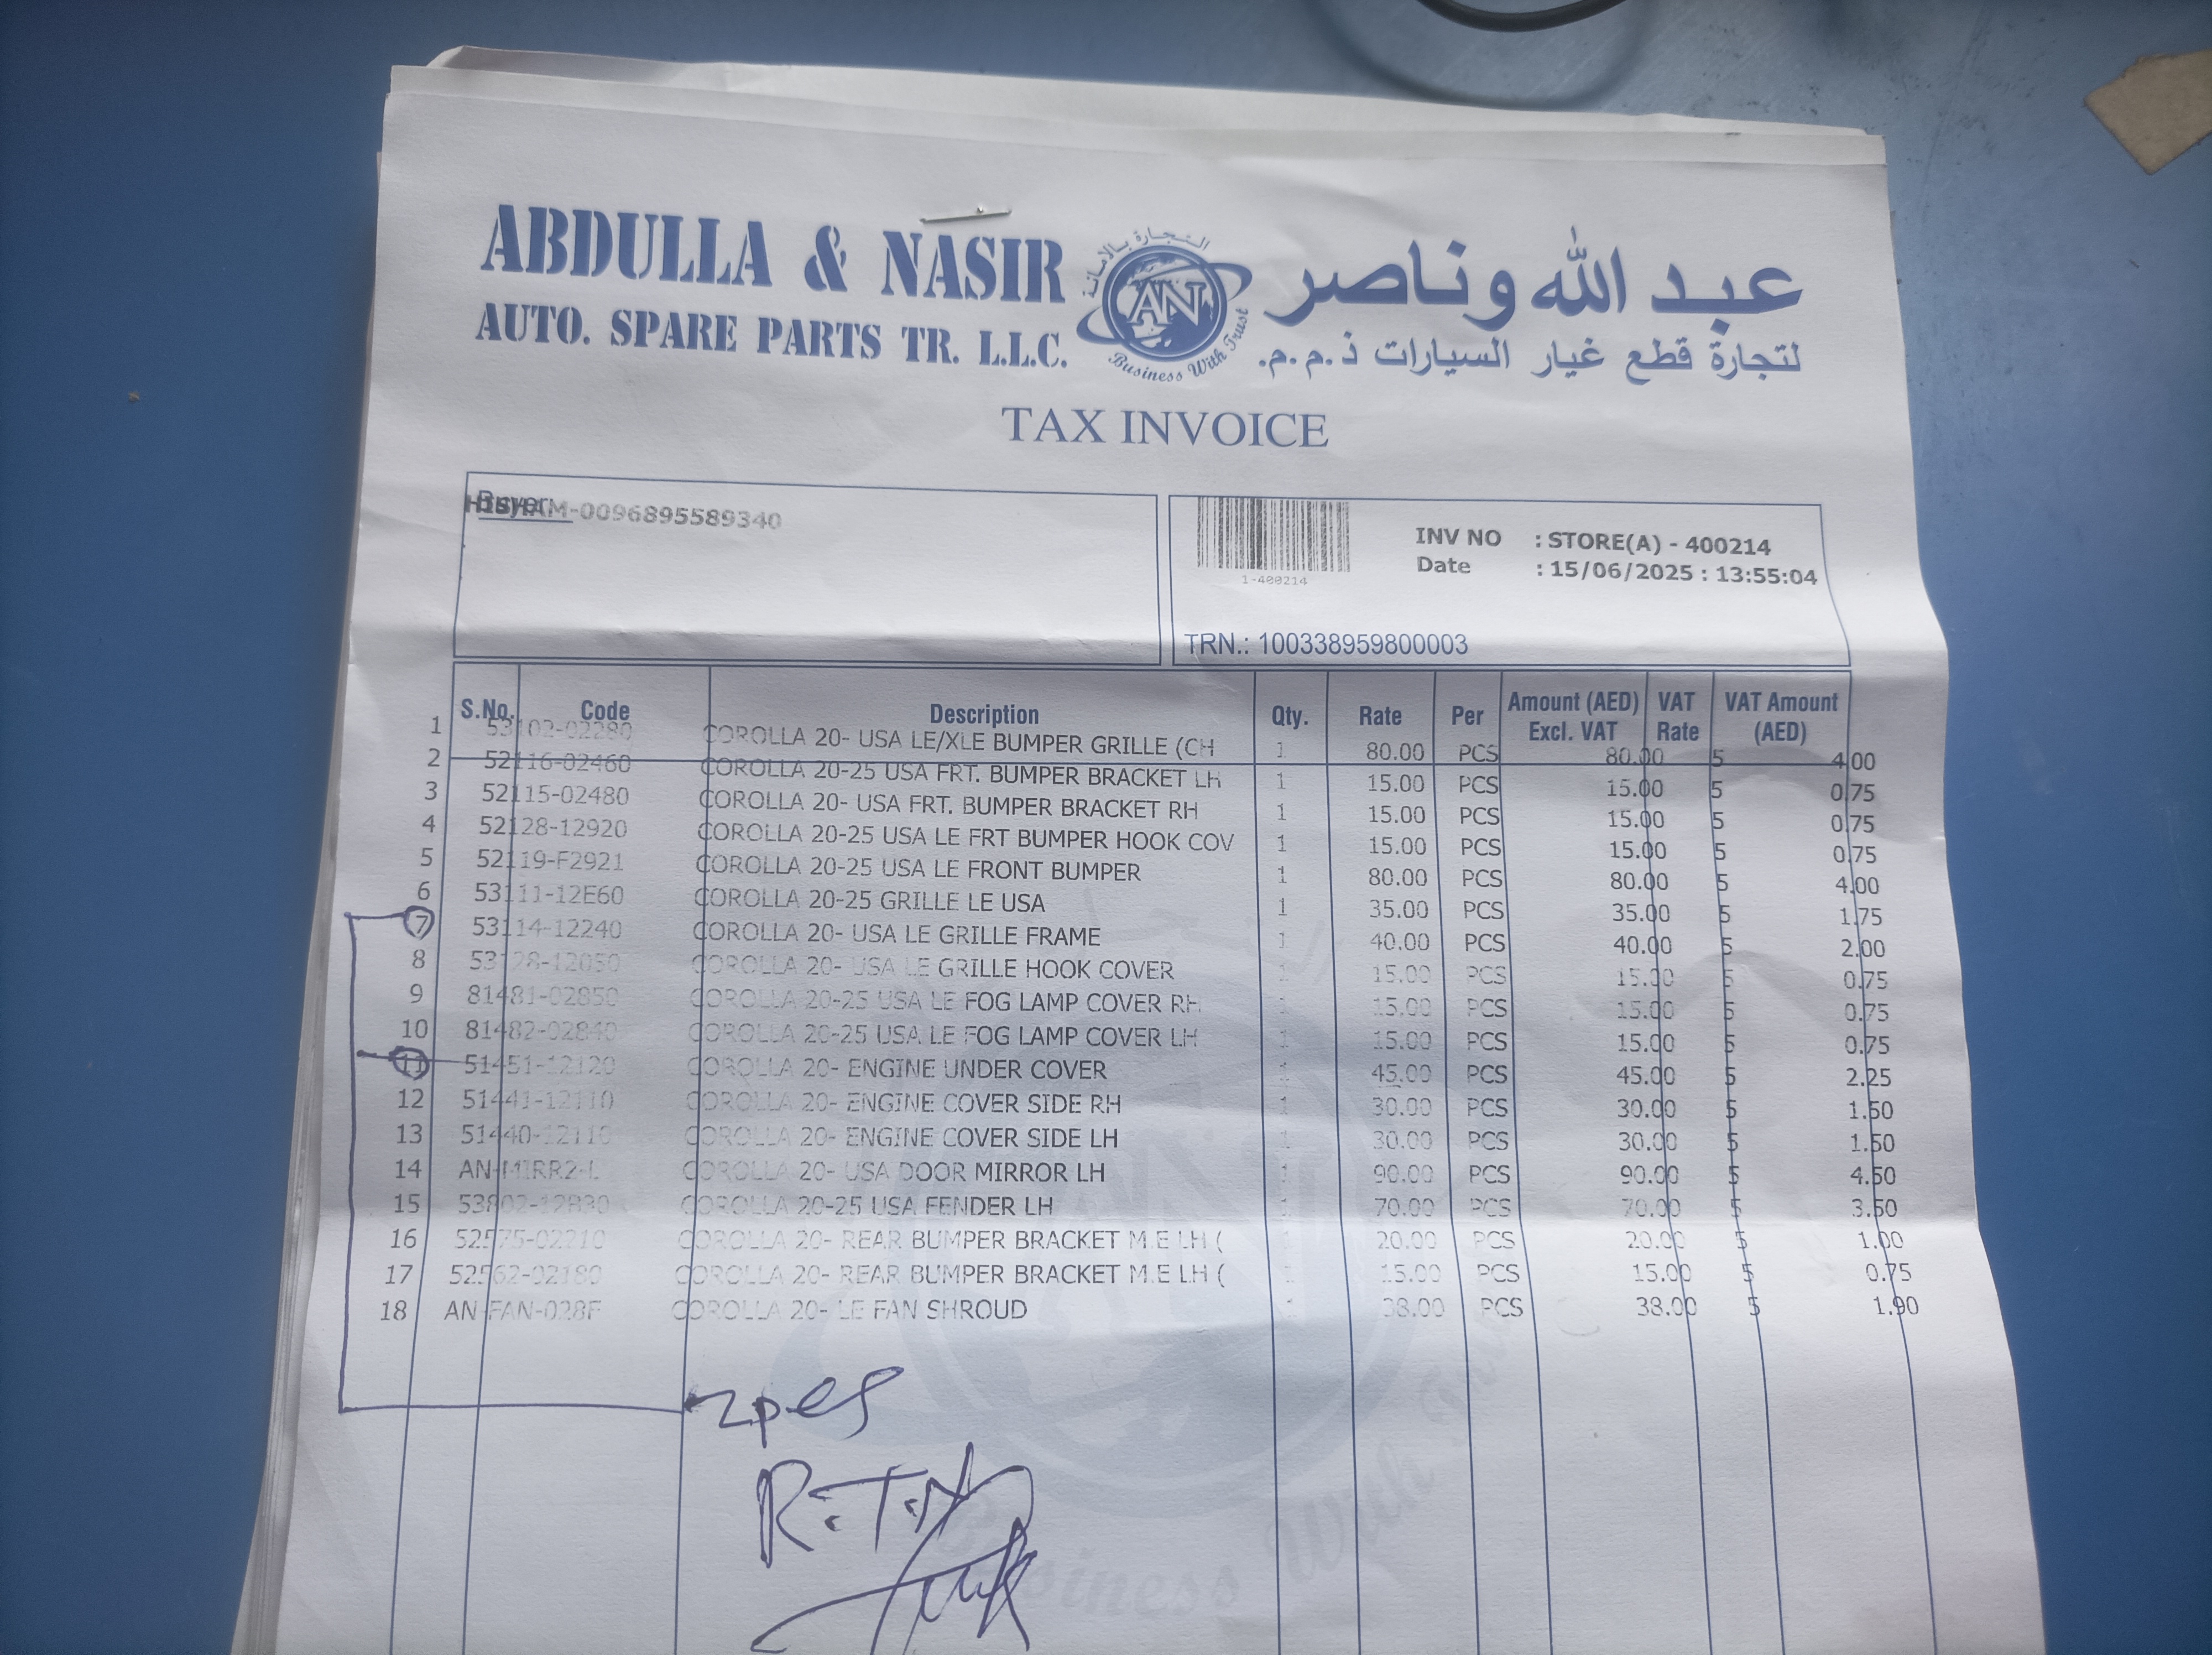 ABDULLA & NASIR
AUTO. SPARE PARTS TR. L.L.C.
التجارة بالامانة
AN
Business With Trust
عبد الله وناصر
لتجارة قطع غيار السيارات ذ.م.م.
TAX INVOICE
Buyer
HISHAM-0096895589340
1-400214
INV NO : STORE(A) - 400214
Date : 15/06/2025 : 13:55:04
TRN.: 100338959800003
S.No. Code Description Qty. Rate Per Amount (AED) Excl. VAT VAT Rate VAT Amount (AED)
1 53102-02280 COROLLA 20- USA LE/XLE BUMPER GRILLE (CH 1 80.00 PCS 80.00 5 4.00
2 52116-02460 COROLLA 20-25 USA FRT. BUMPER BRACKET LH 1 15.00 PCS 15.00 5 0.75
3 52115-02480 COROLLA 20- USA FRT. BUMPER BRACKET RH 1 15.00 PCS 15.00 5 0.75
4 52128-12920 COROLLA 20-25 USA LE FRT BUMPER HOOK COV 1 15.00 PCS 15.00 5 0.75
5 52119-F2921 COROLLA 20-25 USA LE FRONT BUMPER 1 80.00 PCS 80.00 5 4.00
6 53111-12E60 COROLLA 20-25 GRILLE LE USA 1 35.00 PCS 35.00 5 1.75
7 53114-12240 COROLLA 20- USA LE GRILLE FRAME 1 40.00 PCS 40.00 5 2.00
8 53128-12050 COROLLA 20- USA LE GRILLE HOOK COVER 1 15.00 PCS 15.00 5 0.75
9 81481-02850 COROLLA 20-25 USA LE FOG LAMP COVER RH 1 15.00 PCS 15.00 5 0.75
10 81482-02840 COROLLA 20-25 USA LE FOG LAMP COVER LH 1 15.00 PCS 15.00 5 0.75
11 51451-12120 COROLLA 20- ENGINE UNDER COVER 1 45.00 PCS 45.00 5 2.25
12 51441-12110 COROLLA 20- ENGINE COVER SIDE RH 1 30.00 PCS 30.00 5 1.50
13 51440-12110 COROLLA 20- ENGINE COVER SIDE LH 1 30.00 PCS 30.00 5 1.50
14 AN-MIRR2-L COROLLA 20- USA DOOR MIRROR LH 1 90.00 PCS 90.00 5 4.50
15 53802-12B30 COROLLA 20-25 USA FENDER LH 1 70.00 PCS 70.00 5 3.50
16 52575-02210 COROLLA 20- REAR BUMPER BRACKET M.E LH ( 1 20.00 PCS 20.00 5 1.00
17 52562-02180 COROLLA 20- REAR BUMPER BRACKET M.E LH ( 1 15.00 PCS 15.00 5 0.75
18 AN-FAN-028F COROLLA 20- LE FAN SHROUD 1 38.00 PCS 38.00 5 1.90
2pes
Business With Trust